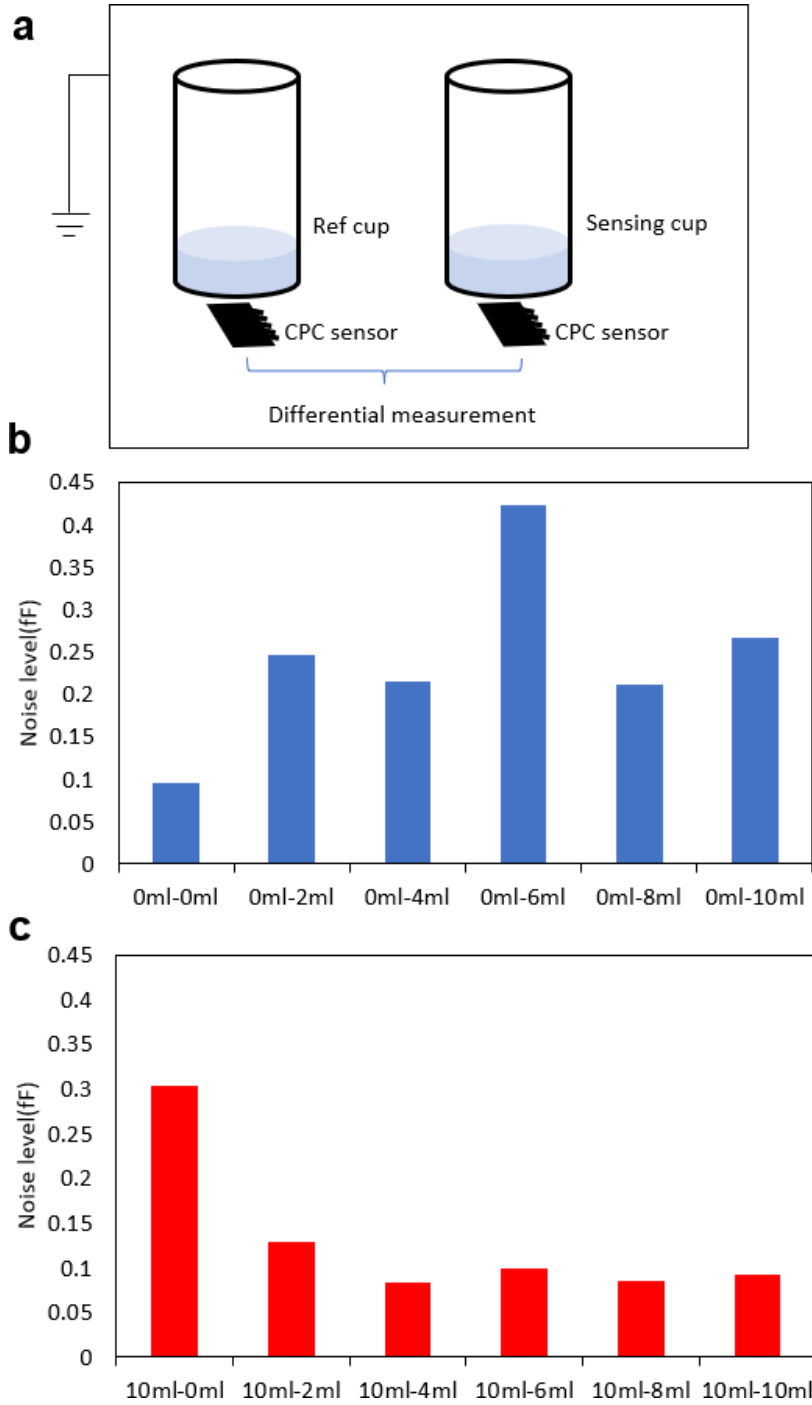 a
Ref cup
Sensing cup
CPC sensor
CPC sensor
Differential measurement
b
Noise level(fF)
0.45
0.4
0.35
0.3
0.25
0.2
0.15
0.1
0.05
0
0ml-0ml 0ml-2ml 0ml-4ml 0ml-6ml 0ml-8ml 0ml-10ml
c
Noise level(fF)
0.45
0.4
0.35
0.3
0.25
0.2
0.15
0.1
0.05
0
10ml-0ml 10ml-2ml 10ml-4ml 10ml-6ml 10ml-8ml 10ml-10ml